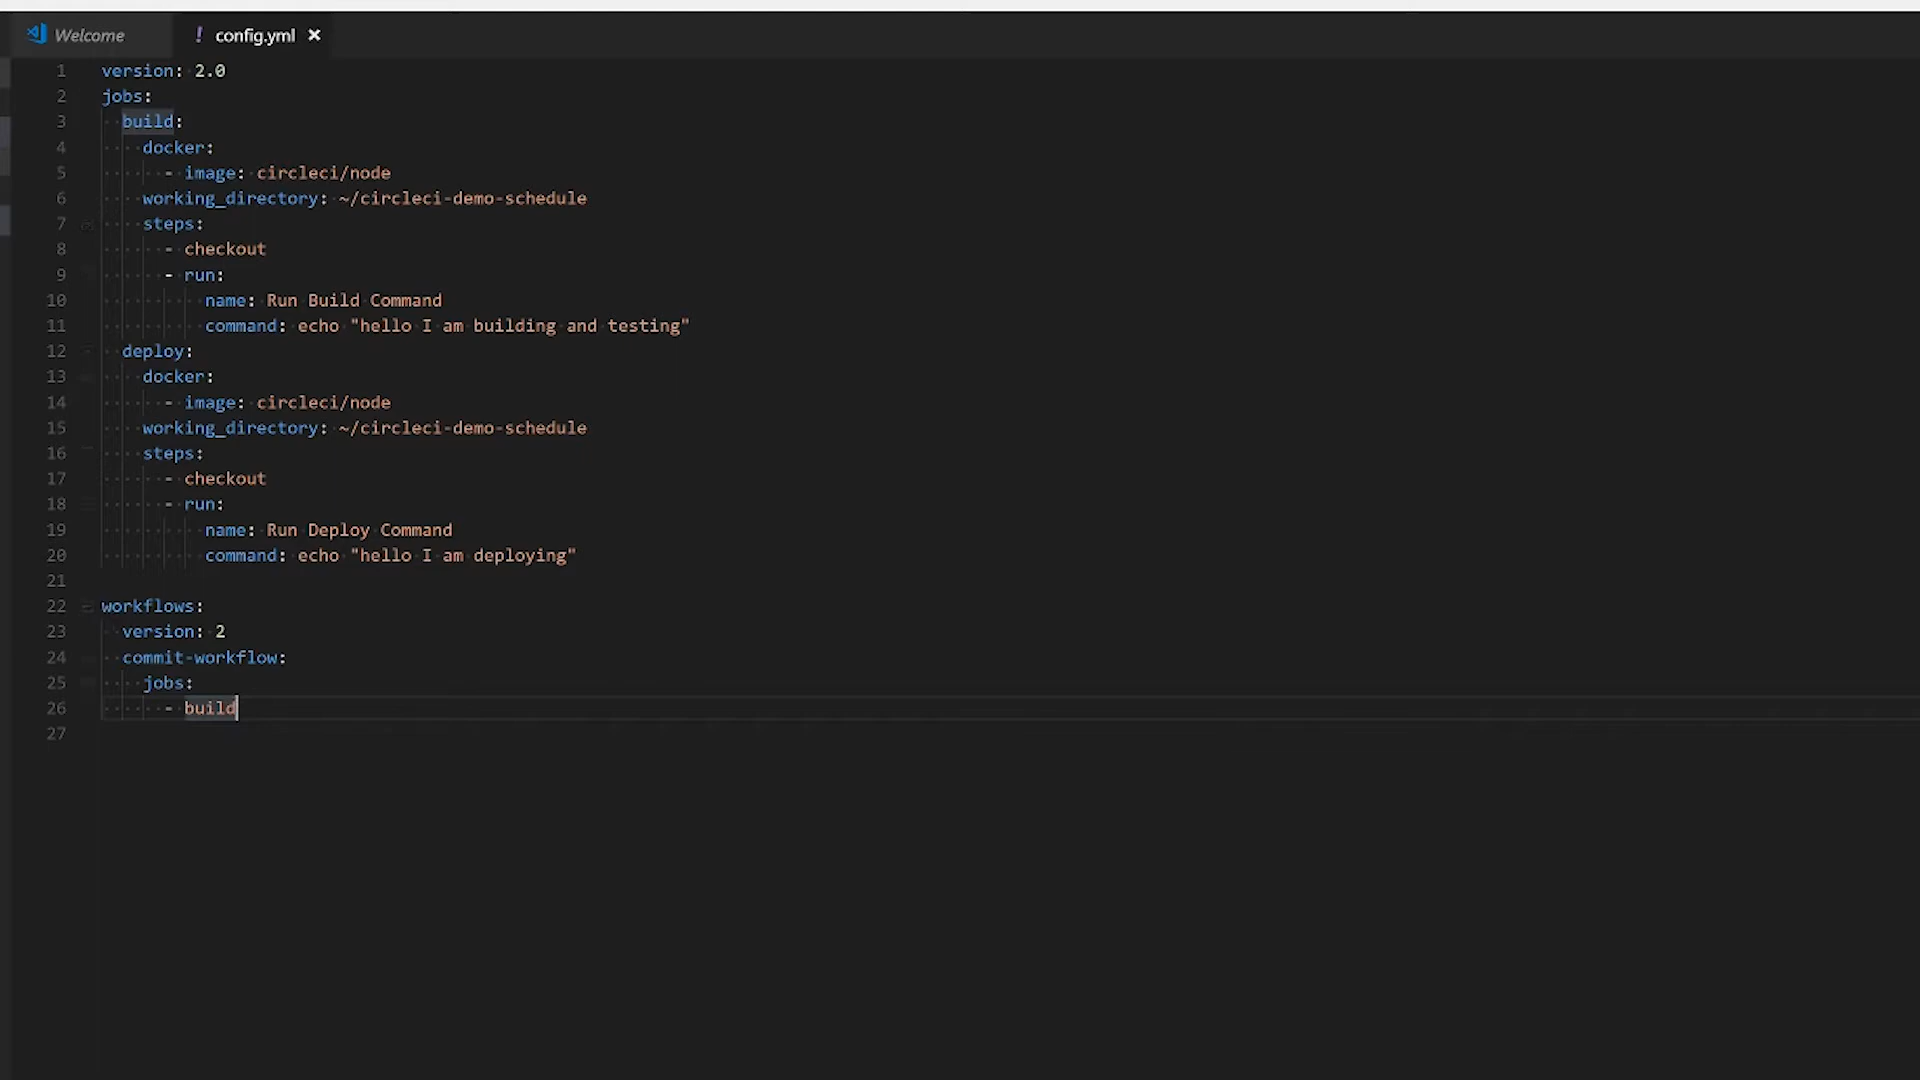 Welcome
! config.yml ×
1 version: 2.0
2 jobs:
3   build:
4     docker:
5       - image: circleci/node
6     working_directory: ~/circleci-demo-schedule
7     steps:
8       - checkout
9       - run:
10           name: Run Build Command
11           command: echo "hello I am building and testing"
12   deploy:
13     docker:
14       - image: circleci/node
15     working_directory: ~/circleci-demo-schedule
16     steps:
17       - checkout
18       - run:
19           name: Run Deploy Command
20           command: echo "hello I am deploying"
21
22 workflows:
23   version: 2
24   commit-workflow:
25     jobs:
26       - build
27